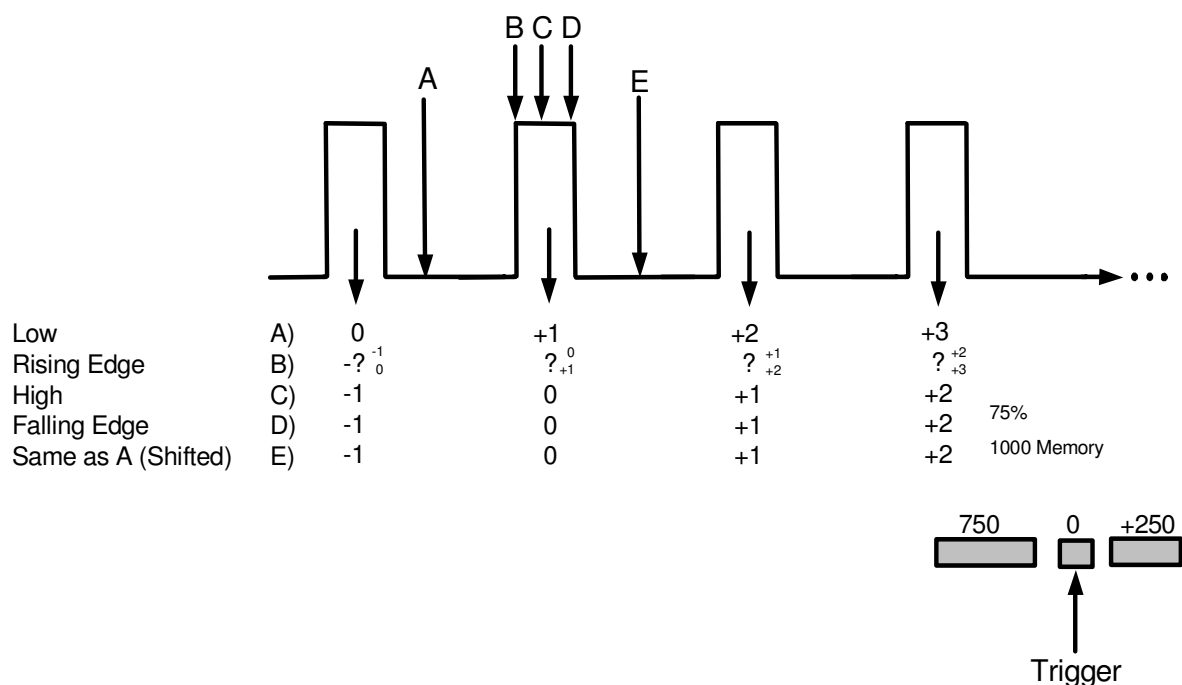 B C D
A
E
Low A) 0 +1 +2 +3
Rising Edge B) -? -1 0 ? 0 +1 ? +1 +2 ? +2 +3
High C) -1 0 +1 +2
Falling Edge D) -1 0 +1 +2
75%
Same as A (Shifted) E) -1 0 +1 +2
1000 Memory
750 0 +250
Trigger